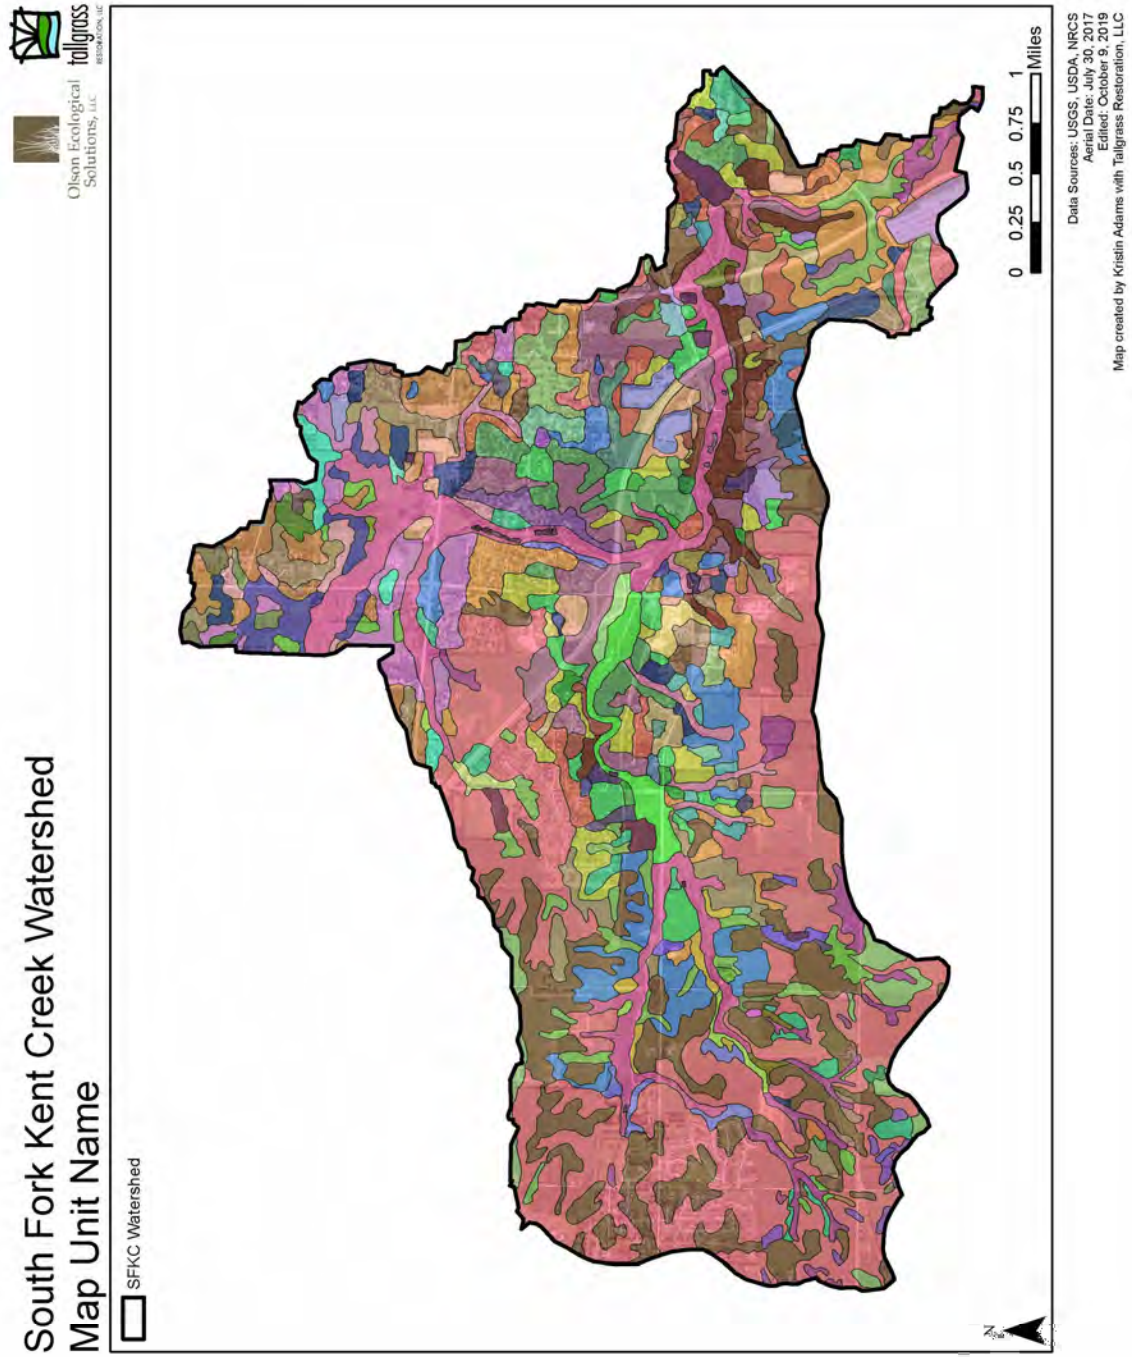 South Fork Kent Creek Watershed
Map Unit Name
Olson Ecological
Solutions, LLC
tallgrass
RESTORATION, LLC
SFKC Watershed
N
0 0.25 0.5 0.75 1
Miles
Data Sources: USGS, USDA, NRCS
Aerial Date: July 30, 2017
Edited: October 9, 2019
Map created by Kristin Adams with Tallgrass Restoration, LLC